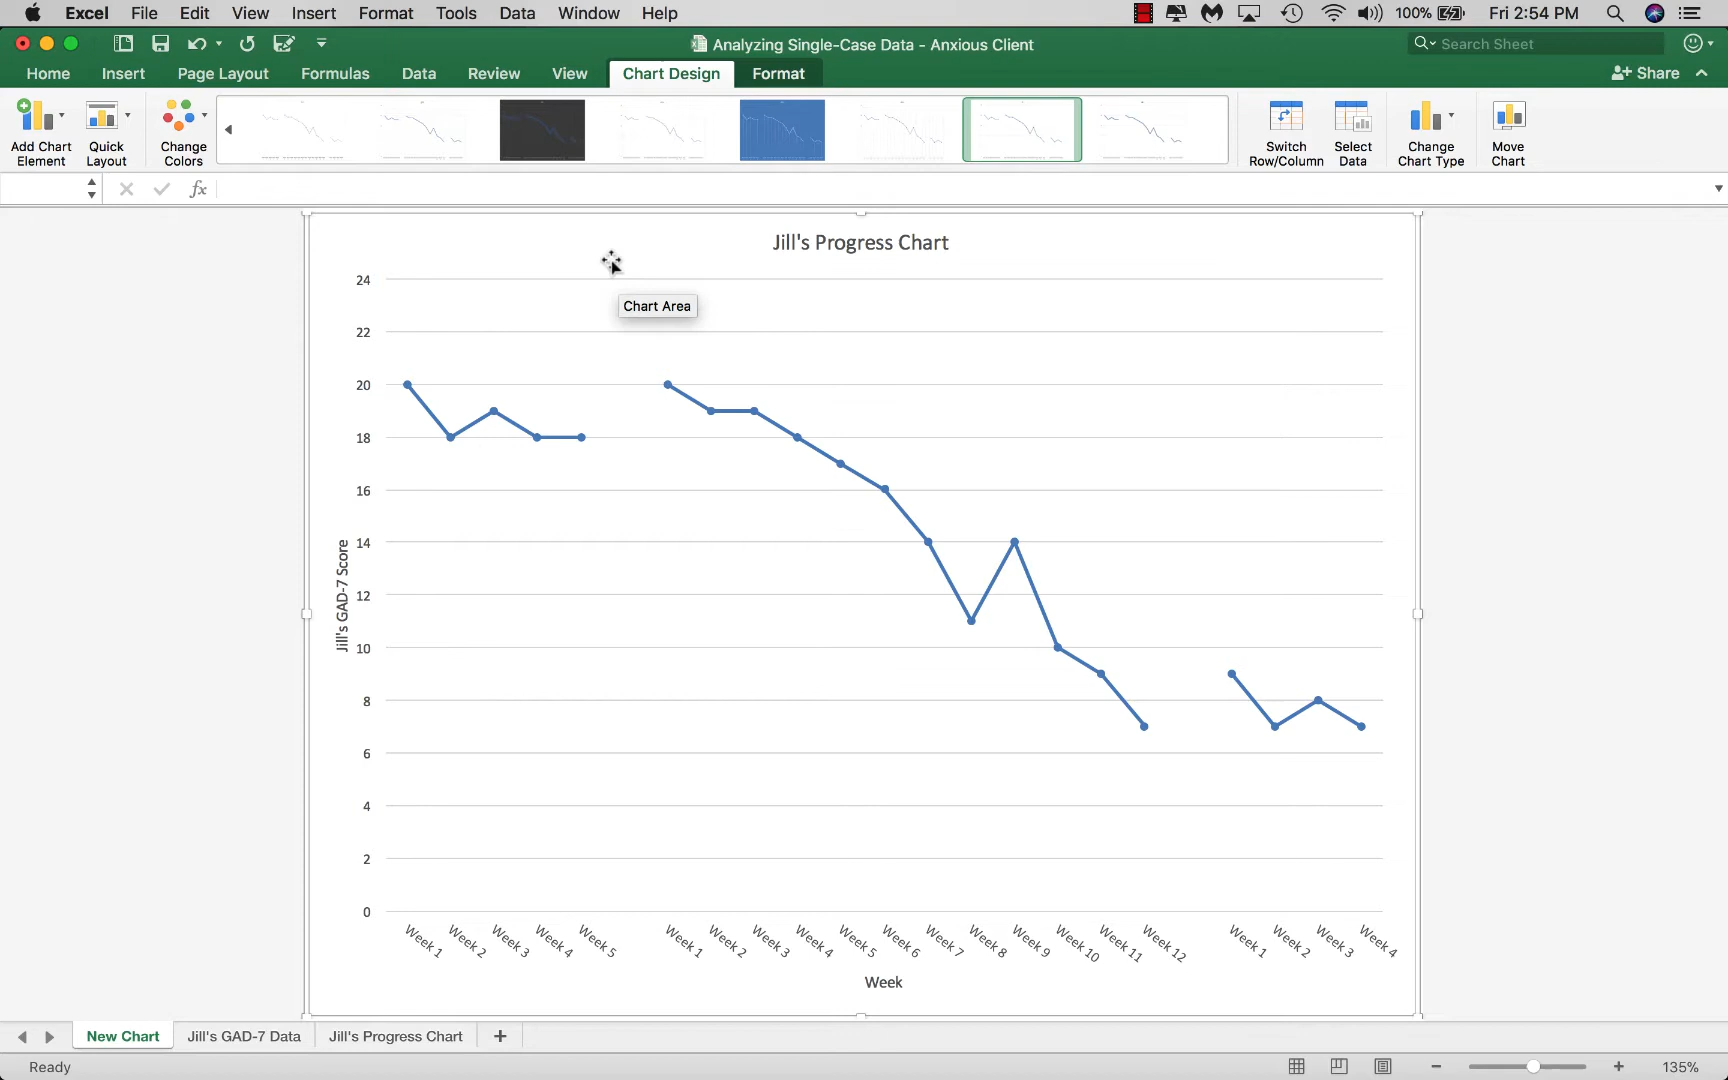 Excel File Edit View Insert Format Tools Data Window Help 100% Fri 2:54 PM
Analyzing Single-Case Data - Anxious Client
Search Sheet
Home Insert Page Layout Formulas Data Review View Chart Design Format Share
Add Chart Element
Quick Layout
Change Colors
Switch Row/Column
Select Data
Change Chart Type
Move Chart
fx
Jill's Progress Chart
Chart Area
24
22
20
18
16
14
12
10
8
6
4
2
0
Jill's GAD-7 Score
Week 1 Week 2 Week 3 Week 4 Week 5 Week 1 Week 2 Week 3 Week 4 Week 5 Week 6 Week 7 Week 8 Week 9 Week 10 Week 11 Week 12 Week 1 Week 2 Week 3 Week 4
Week
New Chart Jill's GAD-7 Data Jill's Progress Chart +
Ready 135%